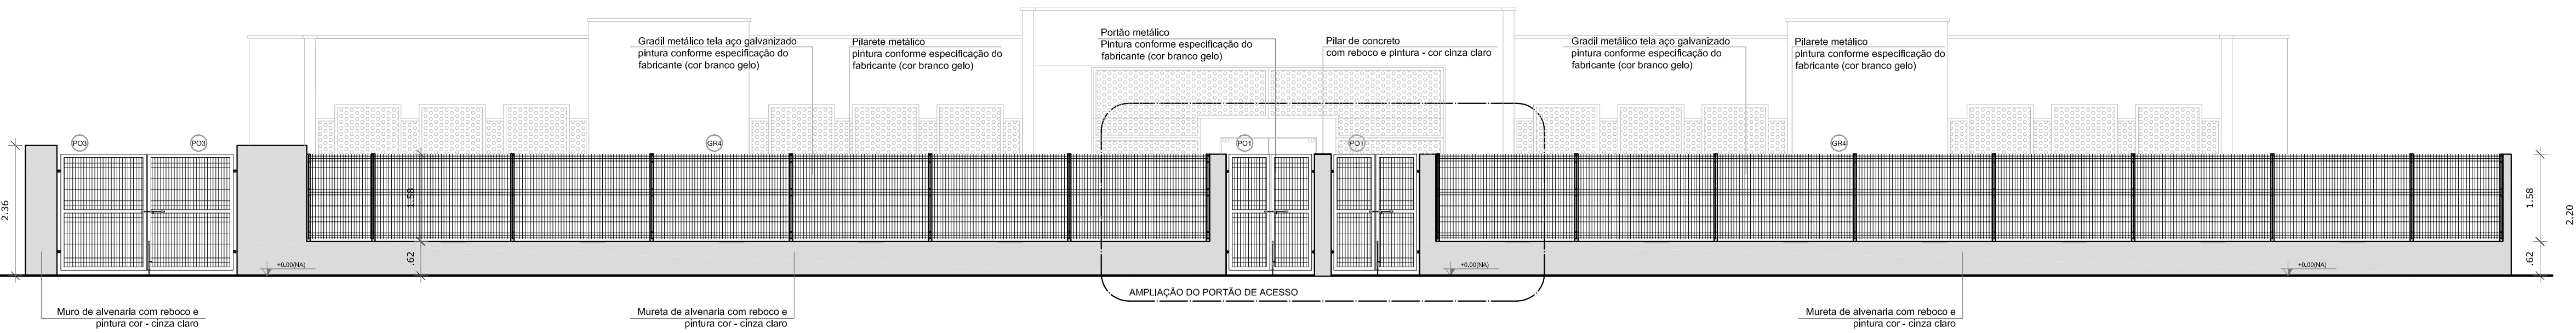 Gradil metálico tela aço galvanizado
pintura conforme especificação do
fabricante (cor branco gelo)
Pilarete metálico
pintura conforme especificação do
fabricante (cor branco gelo)
Portão metálico
Pintura conforme especificação do
fabricante (cor branco gelo)
Pilar de concreto
com reboco e pintura - cor cinza claro
Gradil metálico tela aço galvanizado
pintura conforme especificação do
fabricante (cor branco gelo)
Pilarete metálico
pintura conforme especificação do
fabricante (cor branco gelo)
PO3
PO3
GR4
PO1
PO1
GR4
2.36
1.58
.62
1.58
.62
2.20
+0,00(NA)
+0,00(NA)
+0,00(NA)
AMPLIAÇÃO DO PORTÃO DE ACESSO
Muro de alvenaria com reboco e
pintura cor - cinza claro
Mureta de alvenaria com reboco e
pintura cor - cinza claro
Mureta de alvenaria com reboco e
pintura cor - cinza claro